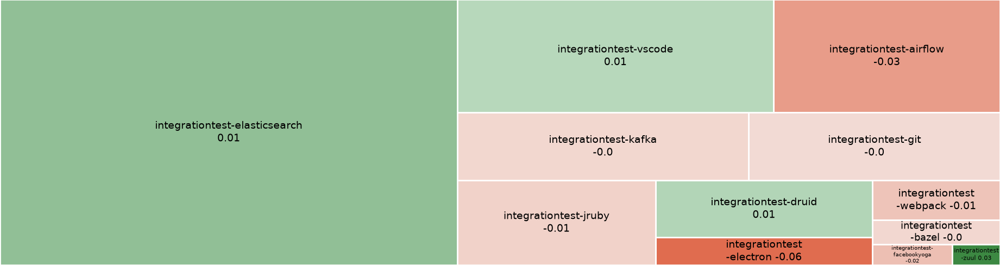 integrationtest-elasticsearch
0.01
integrationtest-vscode
0.01
integrationtest-airflow
-0.03
integrationtest-kafka
-0.0
integrationtest-git
-0.0
integrationtest-jruby
-0.01
integrationtest-druid
0.01
integrationtest
-electron -0.06
integrationtest
-webpack -0.01
integrationtest
-bazel -0.0
integrationtest-
facebookyoga
-0.02
integrationtest
-zuul 0.03